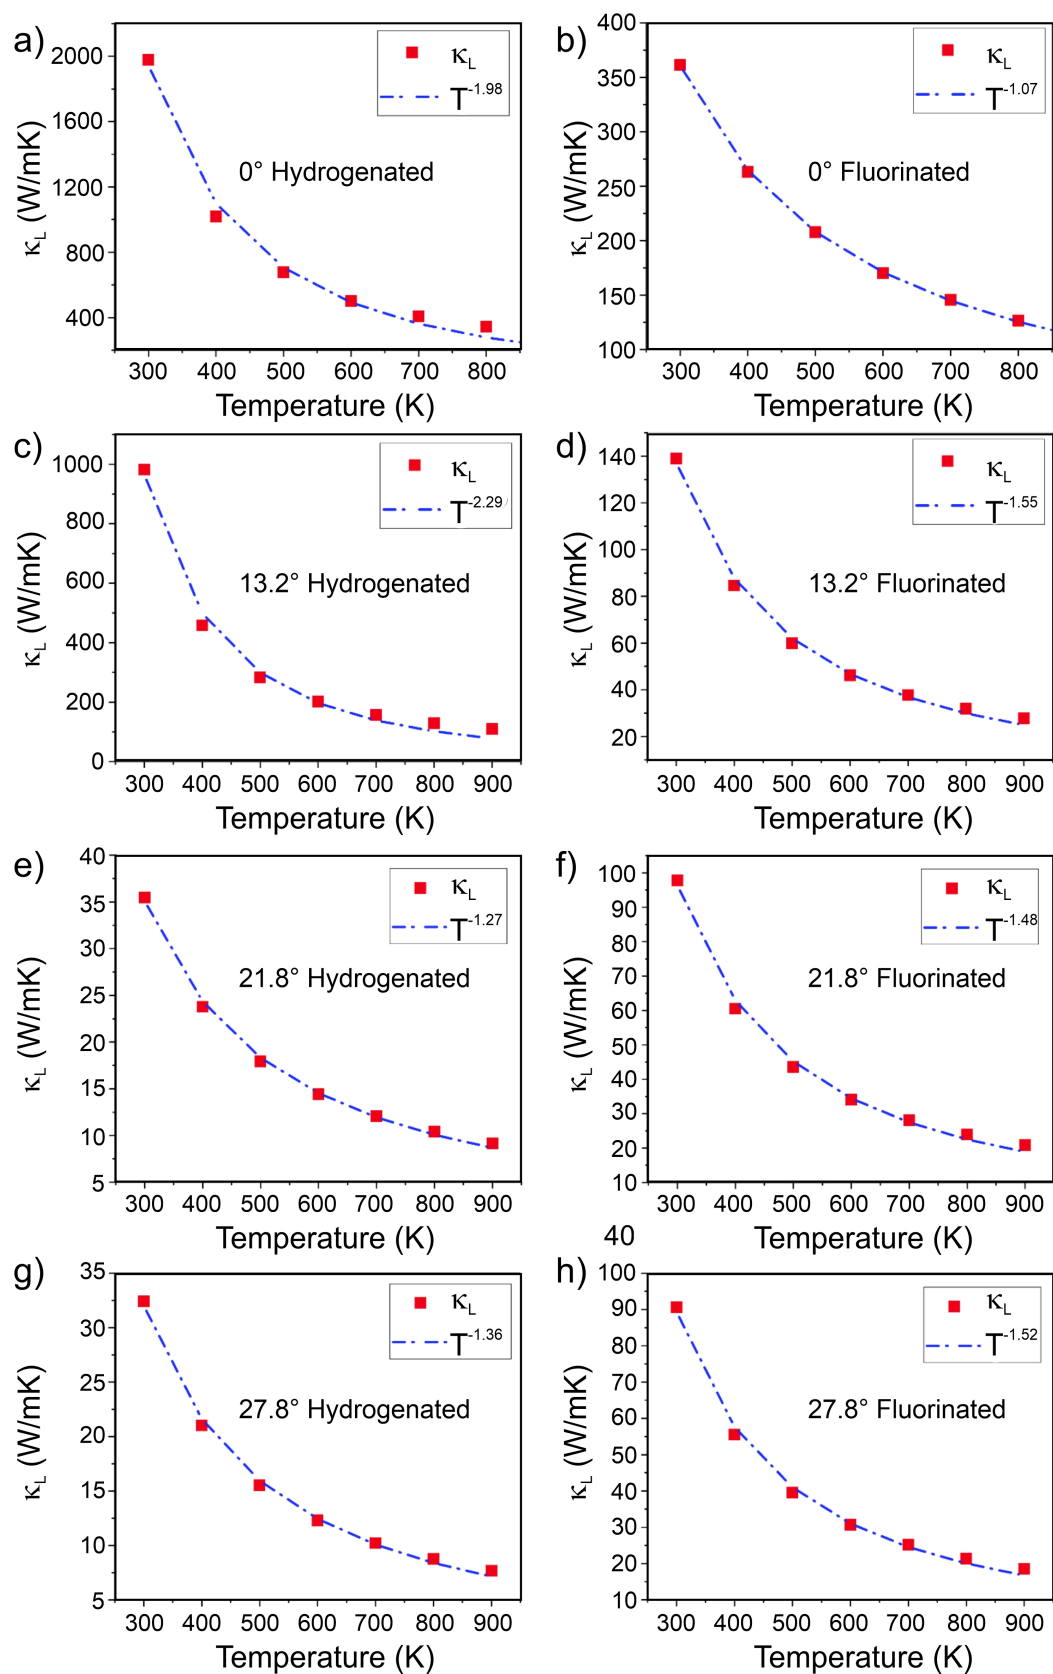 a)
κL (W/mK)
2000
1600
1200
800
400
κL
T-1.98
0° Hydrogenated
300 400 500 600 700 800
Temperature (K)
b)
κL (W/mK)
400
350
300
250
200
150
100
κL
T-1.07
0° Fluorinated
300 400 500 600 700 800
Temperature (K)
c)
κL (W/mK)
1000
800
600
400
200
0
κL
T-2.29
13.2° Hydrogenated
300 400 500 600 700 800 900
Temperature (K)
d)
κL (W/mK)
140
120
100
80
60
40
20
κL
T-1.55
13.2° Fluorinated
300 400 500 600 700 800 900
Temperature (K)
e)
κL (W/mK)
40
35
30
25
20
15
10
5
κL
T-1.27
21.8° Hydrogenated
300 400 500 600 700 800 900
Temperature (K)
f)
κL (W/mK)
100
90
80
70
60
50
40
30
20
10
κL
T-1.48
21.8° Fluorinated
300 400 500 600 700 800 900
40
Temperature (K)
g)
κL (W/mK)
35
30
25
20
15
10
5
κL
T-1.36
27.8° Hydrogenated
300 400 500 600 700 800 900
Temperature (K)
h)
κL (W/mK)
100
90
80
70
60
50
40
30
20
10
κL
T-1.52
27.8° Fluorinated
300 400 500 600 700 800 900
Temperature (K)